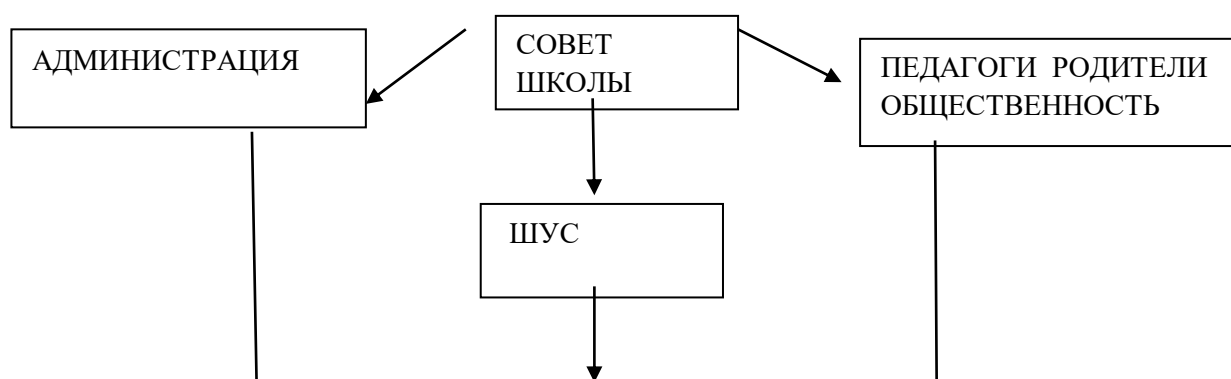 АДМИНИСТРАЦИЯ
СОВЕТ
ШКОЛЫ
ПЕДАГОГИ РОДИТЕЛИ
ОБЩЕСТВЕННОСТЬ
ШУС